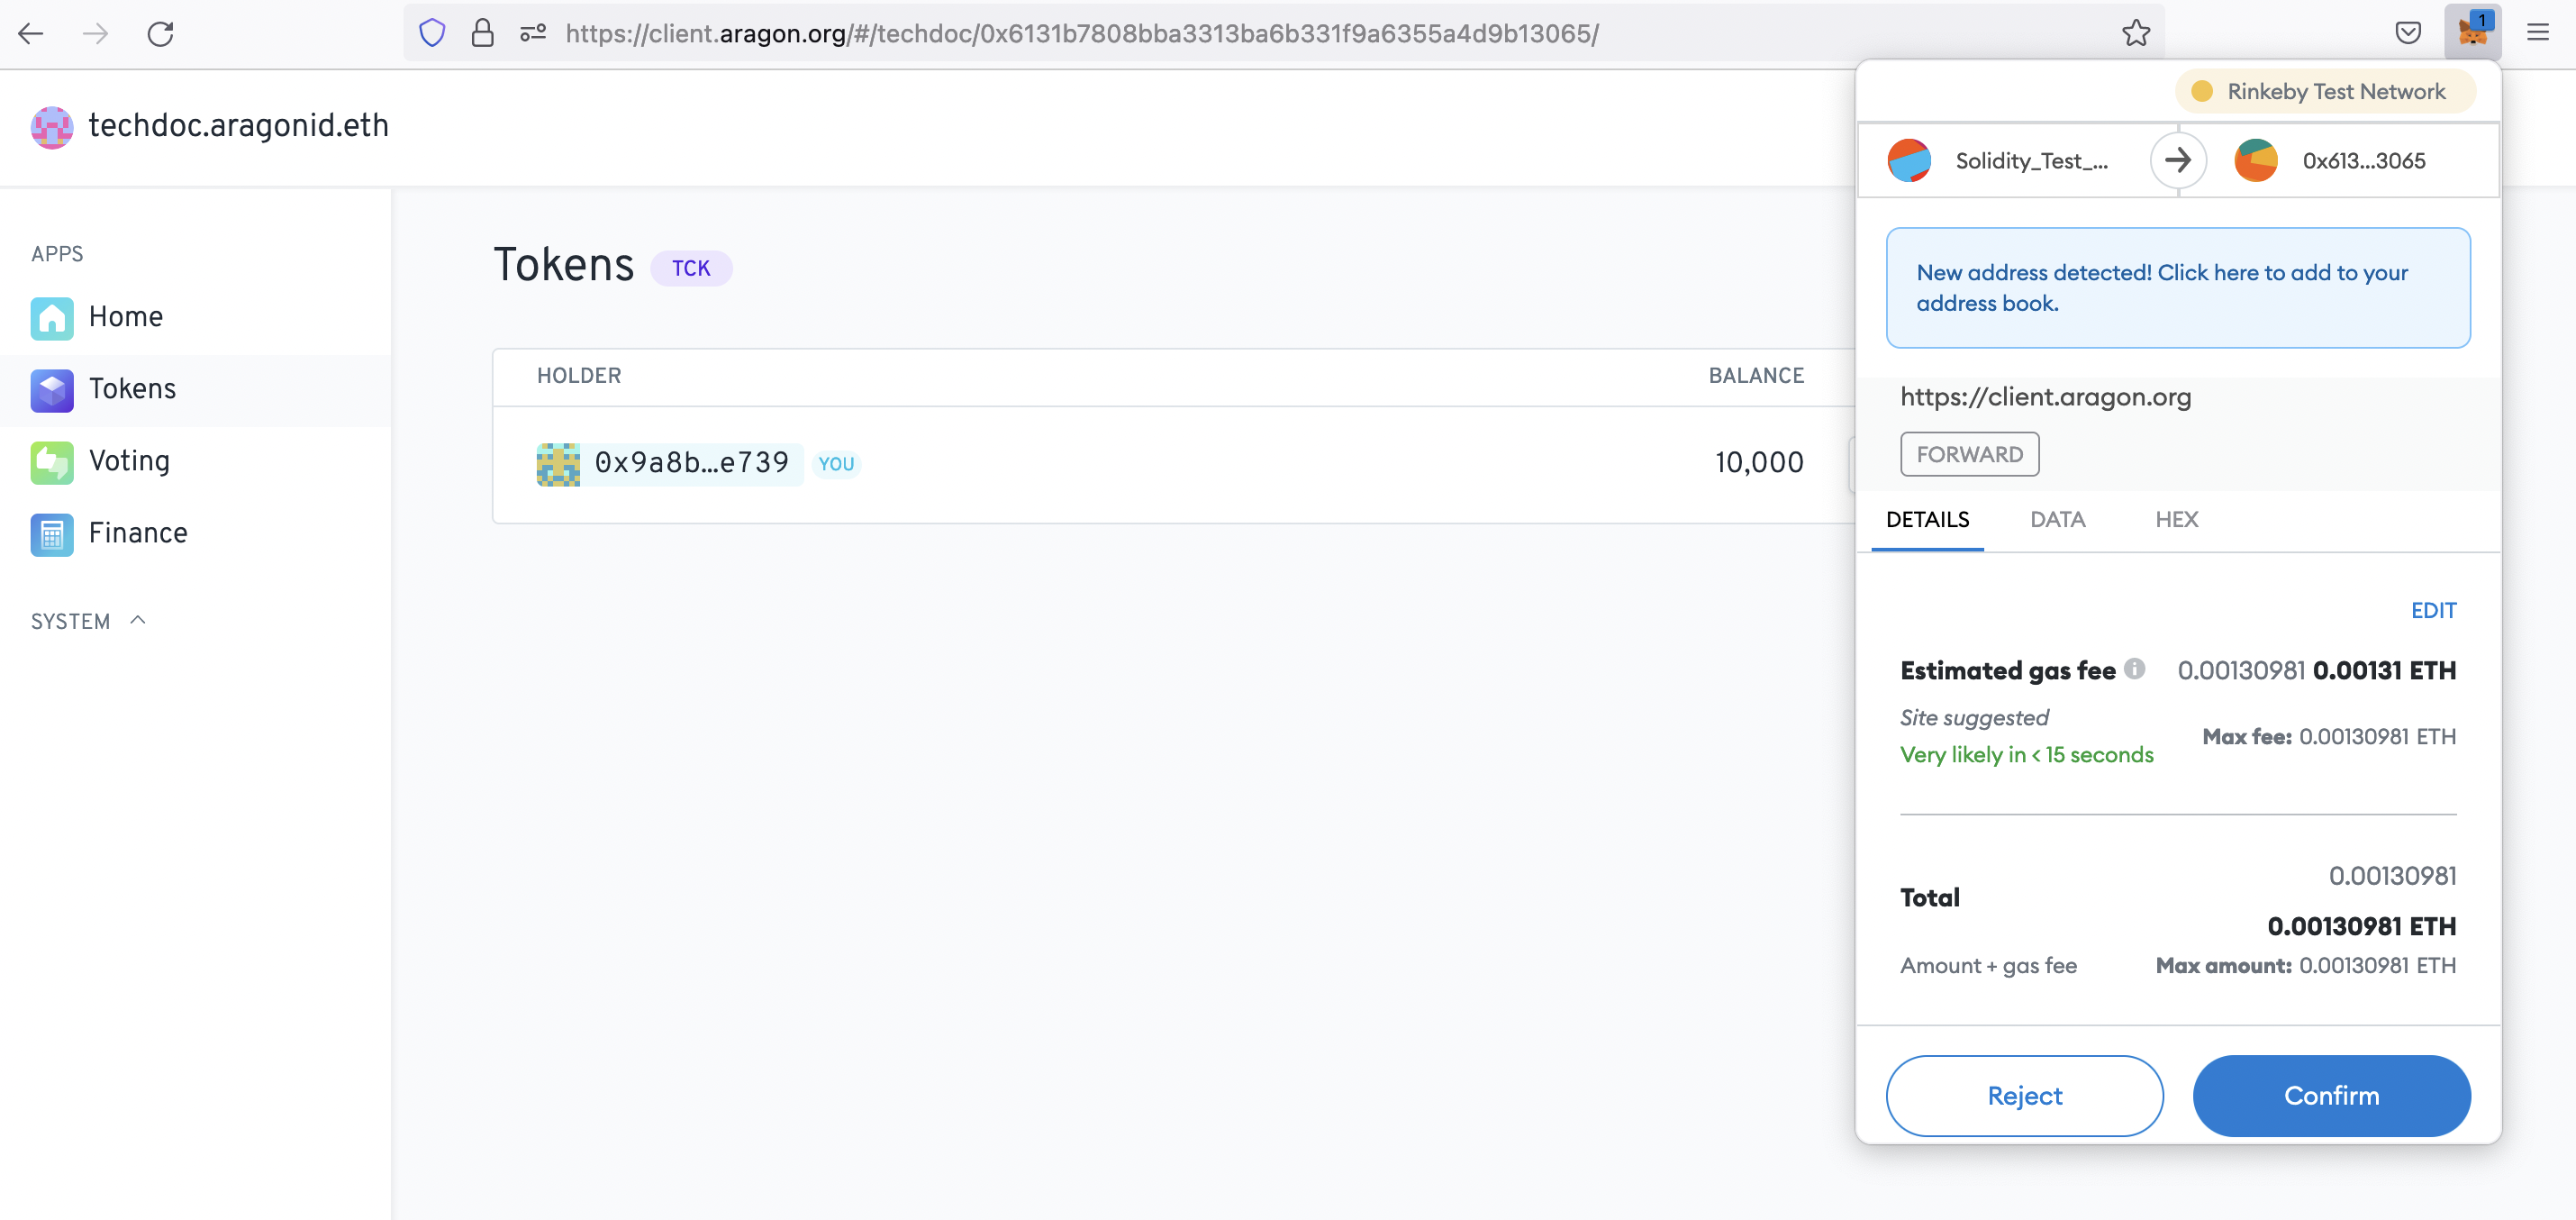 https://client.aragon.org/#/techdoc/0x6131b7808bba3313ba6b331f9a6355a4d9b13065/
1
techdoc.aragonid.eth
APPS
Home
Tokens
Voting
Finance
SYSTEM
Tokens TCK
HOLDER BALANCE
0x9a8b…e739 YOU 10,000
Rinkeby Test Network
Solidity_Test_... 0x613...3065
New address detected! Click here to add to your
address book.
https://client.aragon.org
FORWARD
DETAILS DATA HEX
EDIT
Estimated gas fee 0.00130981 0.00131 ETH
Site suggested
Max fee: 0.00130981 ETH
Very likely in < 15 seconds
0.00130981
Total
0.00130981 ETH
Amount + gas fee Max amount: 0.00130981 ETH
Reject Confirm